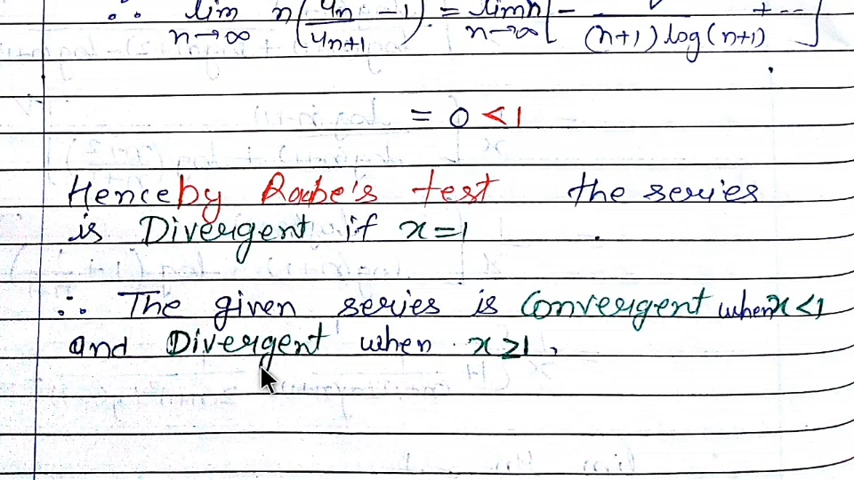 ∴ lim n→∞ n(un/un+1 − 1) = lim n→∞ n[− (n+1) log(n+1) + --]
= 0 < 1
Hence by Raabe's test the series
is Divergent if x=1
∴ The given series is Convergent when x<1
and Divergent when x≥1,